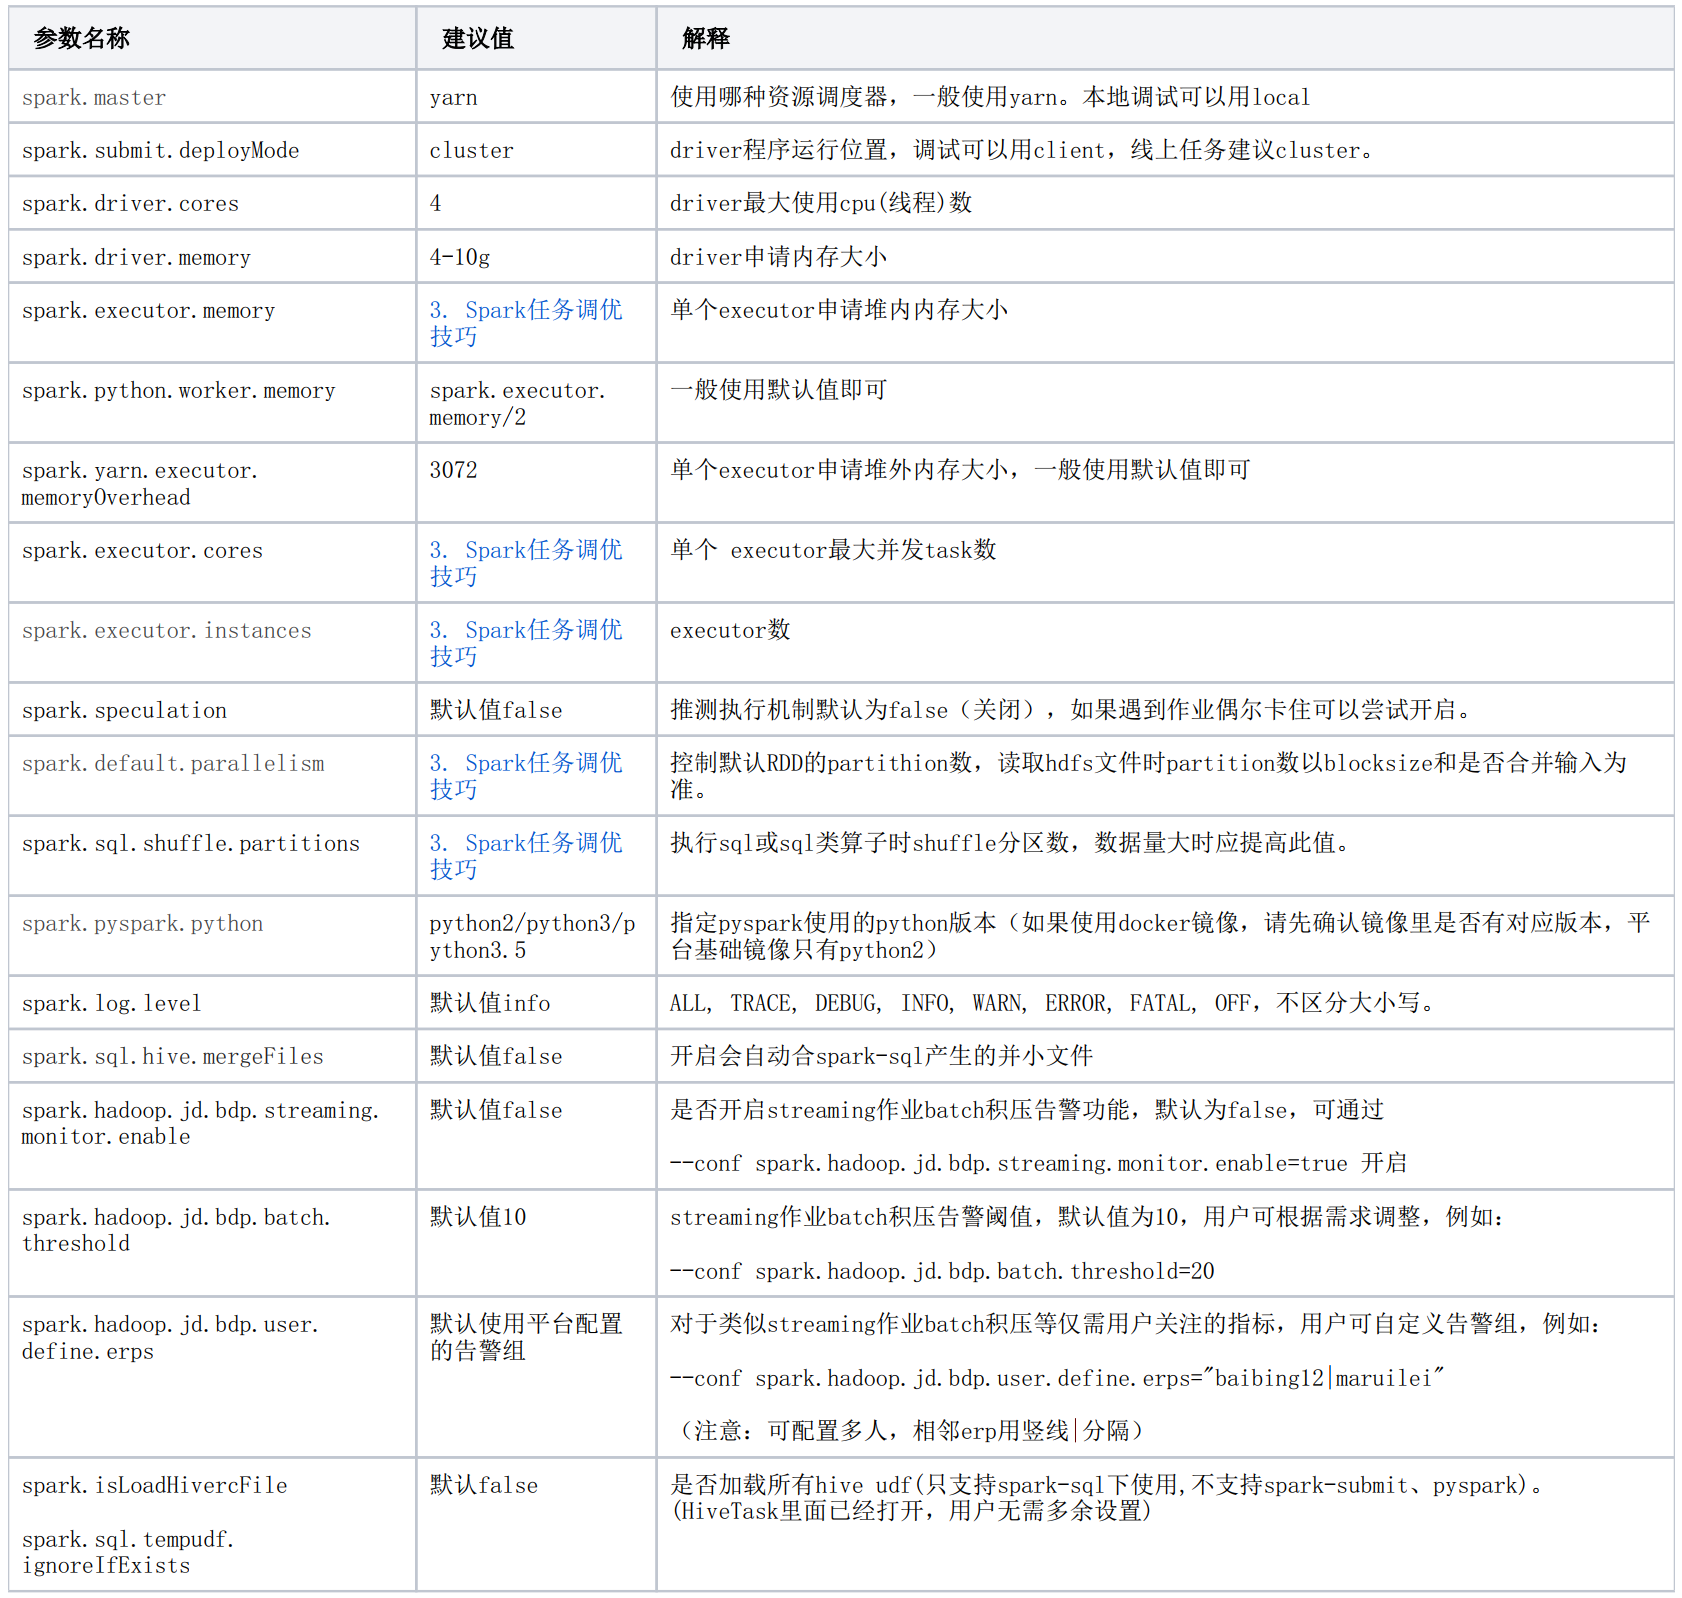 参数名称 建议值 解释
spark.master yarn 使用哪种资源调度器，一般使用yarn。本地调试可以用local
spark.submit.deployMode cluster driver程序运行位置，调试可以用client，线上任务建议cluster。
spark.driver.cores 4 driver最大使用cpu(线程)数
spark.driver.memory 4-10g driver申请内存大小
spark.executor.memory 3. Spark任务调优 单个executor申请堆内内存大小
技巧
spark.python.worker.memory spark.executor. 一般使用默认值即可
memory/2
spark.yarn.executor. 3072 单个executor申请堆外内存大小，一般使用默认值即可
memoryOverhead
spark.executor.cores 3. Spark任务调优 单个 executor最大并发task数
技巧
spark.executor.instances 3. Spark任务调优 executor数
技巧
spark.speculation 默认值false 推测执行机制默认为false（关闭），如果遇到作业偶尔卡住可以尝试开启。
spark.default.parallelism 3. Spark任务调优 控制默认RDD的partithion数，读取hdfs文件时partition数以blocksize和是否合并输入为
技巧 准。
spark.sql.shuffle.partitions 3. Spark任务调优 执行sql或sql类算子时shuffle分区数，数据量大时应提高此值。
技巧
spark.pyspark.python python2/python3/p 指定pyspark使用的python版本（如果使用docker镜像，请先确认镜像里是否有对应版本，平
ython3.5 台基础镜像只有python2）
spark.log.level 默认值info ALL, TRACE, DEBUG, INFO, WARN, ERROR, FATAL, OFF，不区分大小写。
spark.sql.hive.mergeFiles 默认值false 开启会自动合spark-sql产生的并小文件
spark.hadoop.jd.bdp.streaming. 默认值false 是否开启streaming作业batch积压告警功能，默认为false，可通过
monitor.enable
--conf spark.hadoop.jd.bdp.streaming.monitor.enable=true 开启
spark.hadoop.jd.bdp.batch. 默认值10 streaming作业batch积压告警阈值，默认值为10，用户可根据需求调整，例如：
threshold
--conf spark.hadoop.jd.bdp.batch.threshold=20
spark.hadoop.jd.bdp.user. 默认使用平台配置 对于类似streaming作业batch积压等仅需用户关注的指标，用户可自定义告警组，例如：
define.erps 的告警组
--conf spark.hadoop.jd.bdp.user.define.erps="baibing12|maruilei"
（注意：可配置多人，相邻erp用竖线|分隔）
spark.isLoadHivercFile 默认false 是否加载所有hive udf(只支持spark-sql下使用,不支持spark-submit、pyspark)。
(HiveTask里面已经打开，用户无需多余设置)
spark.sql.tempudf.
ignoreIfExists